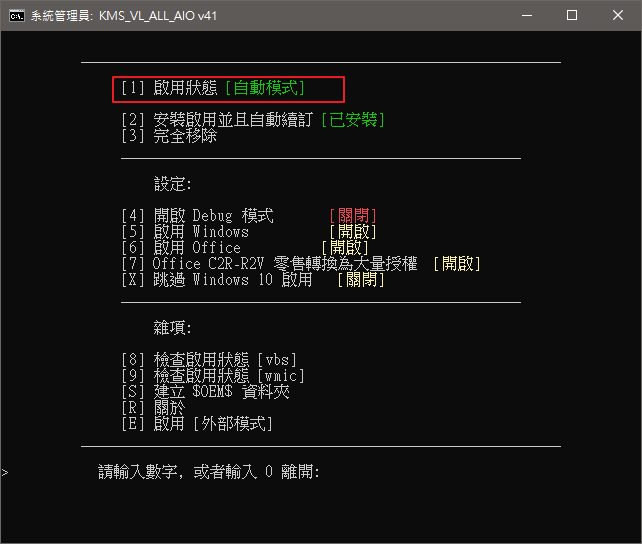 系統管理員: KMS_VL_ALL_AIO v41
[1] 啟用狀態 [自動模式]
[2] 安裝啟用並且自動續訂 [已安裝]
[3] 完全移除
設定:
[4] 開啟 Debug 模式 [關閉]
[5] 啟用 Windows [開啟]
[6] 啟用 Office [開啟]
[7] Office C2R-R2V 零售轉換為大量授權 [開啟]
[X] 跳過 Windows 10 啟用 [關閉]
雜項:
[8] 檢查啟用狀態 [vbs]
[9] 檢查啟用狀態 [wmic]
[S] 建立 $OEM$ 資料夾
[R] 關於
[E] 啟用 [外部模式]
> 請輸入數字, 或者輸入 0 離開: